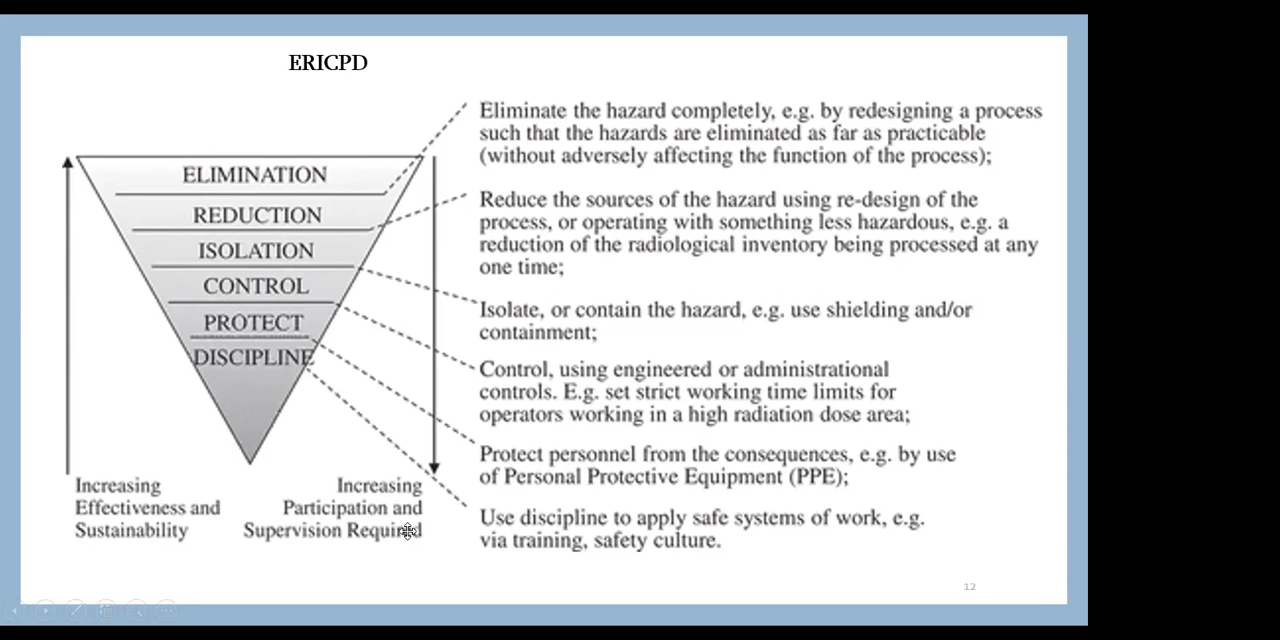 ERICPD
ELIMINATION
REDUCTION
ISOLATION
CONTROL
PROTECT
DISCIPLINE
Increasing
Effectiveness and
Sustainability
Increasing
Participation and
Supervision Required
Eliminate the hazard completely, e.g. by redesigning a process
such that the hazards are eliminated as far as practicable
(without adversely affecting the function of the process);
Reduce the sources of the hazard using re-design of the
process, or operating with something less hazardous, e.g. a
reduction of the radiological inventory being processed at any
one time;
Isolate, or contain the hazard, e.g. use shielding and/or
containment;
Control, using engineered or administrational
controls. E.g. set strict working time limits for
operators working in a high radiation dose area;
Protect personnel from the consequences, e.g. by use
of Personal Protective Equipment (PPE);
Use discipline to apply safe systems of work, e.g.
via training, safety culture.
12